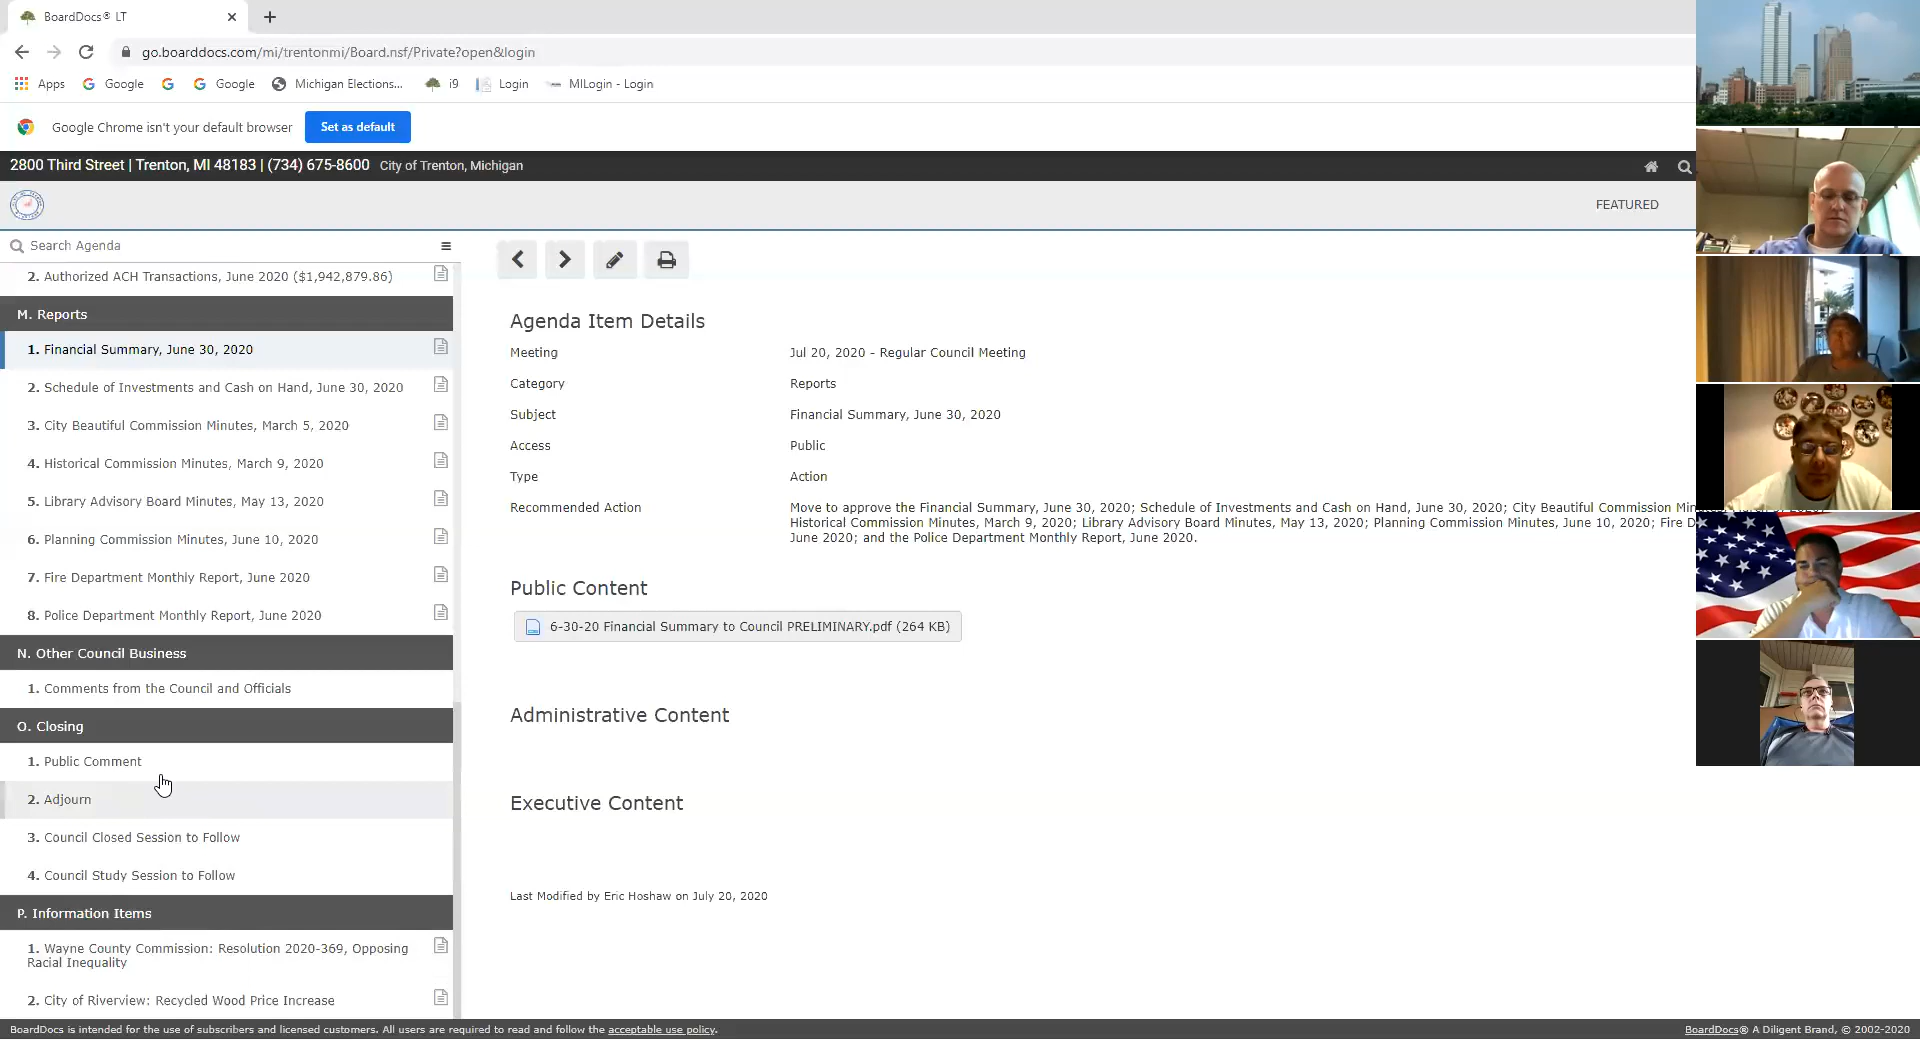 BoardDocs® LT
go.boarddocs.com/mi/trentonmi/Board.nsf/Private?open&login
Apps Google Google Michigan Elections... i9 Login MILogin - Login
Google Chrome isn't your default browser Set as default
2800 Third Street | Trenton, MI 48183 | (734) 675-8600 City of Trenton, Michigan
FEATURED
Search Agenda
2. Authorized ACH Transactions, June 2020 ($1,942,879.86)
M. Reports
1. Financial Summary, June 30, 2020
2. Schedule of Investments and Cash on Hand, June 30, 2020
3. City Beautiful Commission Minutes, March 5, 2020
4. Historical Commission Minutes, March 9, 2020
5. Library Advisory Board Minutes, May 13, 2020
6. Planning Commission Minutes, June 10, 2020
7. Fire Department Monthly Report, June 2020
8. Police Department Monthly Report, June 2020
N. Other Council Business
1. Comments from the Council and Officials
O. Closing
1. Public Comment
2. Adjourn
3. Council Closed Session to Follow
4. Council Study Session to Follow
P. Information Items
1. Wayne County Commission: Resolution 2020-369, Opposing
Racial Inequality
2. City of Riverview: Recycled Wood Price Increase
Agenda Item Details
Meeting Jul 20, 2020 - Regular Council Meeting
Category Reports
Subject Financial Summary, June 30, 2020
Access Public
Type Action
Recommended Action Move to approve the Financial Summary, June 30, 2020; Schedule of Investments and Cash on Hand, June 30, 2020; City Beautiful Commission Min
Historical Commission Minutes, March 9, 2020; Library Advisory Board Minutes, May 13, 2020; Planning Commission Minutes, June 10, 2020; Fire D
June 2020; and the Police Department Monthly Report, June 2020.
Public Content
6-30-20 Financial Summary to Council PRELIMINARY.pdf (264 KB)
Administrative Content
Executive Content
Last Modified by Eric Hoshaw on July 20, 2020
BoardDocs is intended for the use of subscribers and licensed customers. All users are required to read and follow the acceptable use policy.
BoardDocs® A Diligent Brand, © 2002-2020